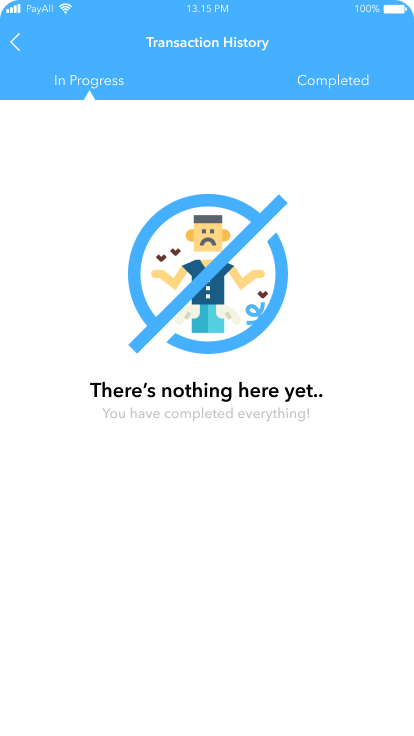 PayAll 13.15 PM 100%
Transaction History
In Progress Completed
There's nothing here yet..
You have completed everything!